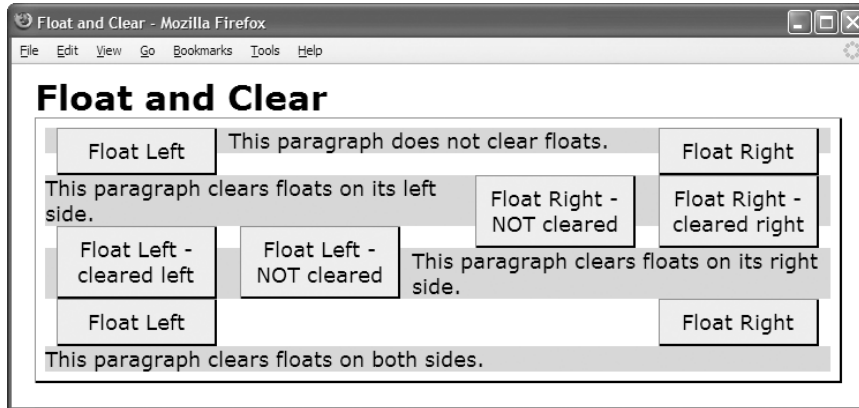 Float and Clear - Mozilla Firefox
File Edit View Go Bookmarks Tools Help
Float and Clear
Float Left
This paragraph does not clear floats.
Float Right
This paragraph clears floats on its left
side.
Float Right -
NOT cleared
Float Right -
cleared right
Float Left -
cleared left
Float Left -
NOT cleared
This paragraph clears floats on its right
side.
Float Left
Float Right
This paragraph clears floats on both sides.